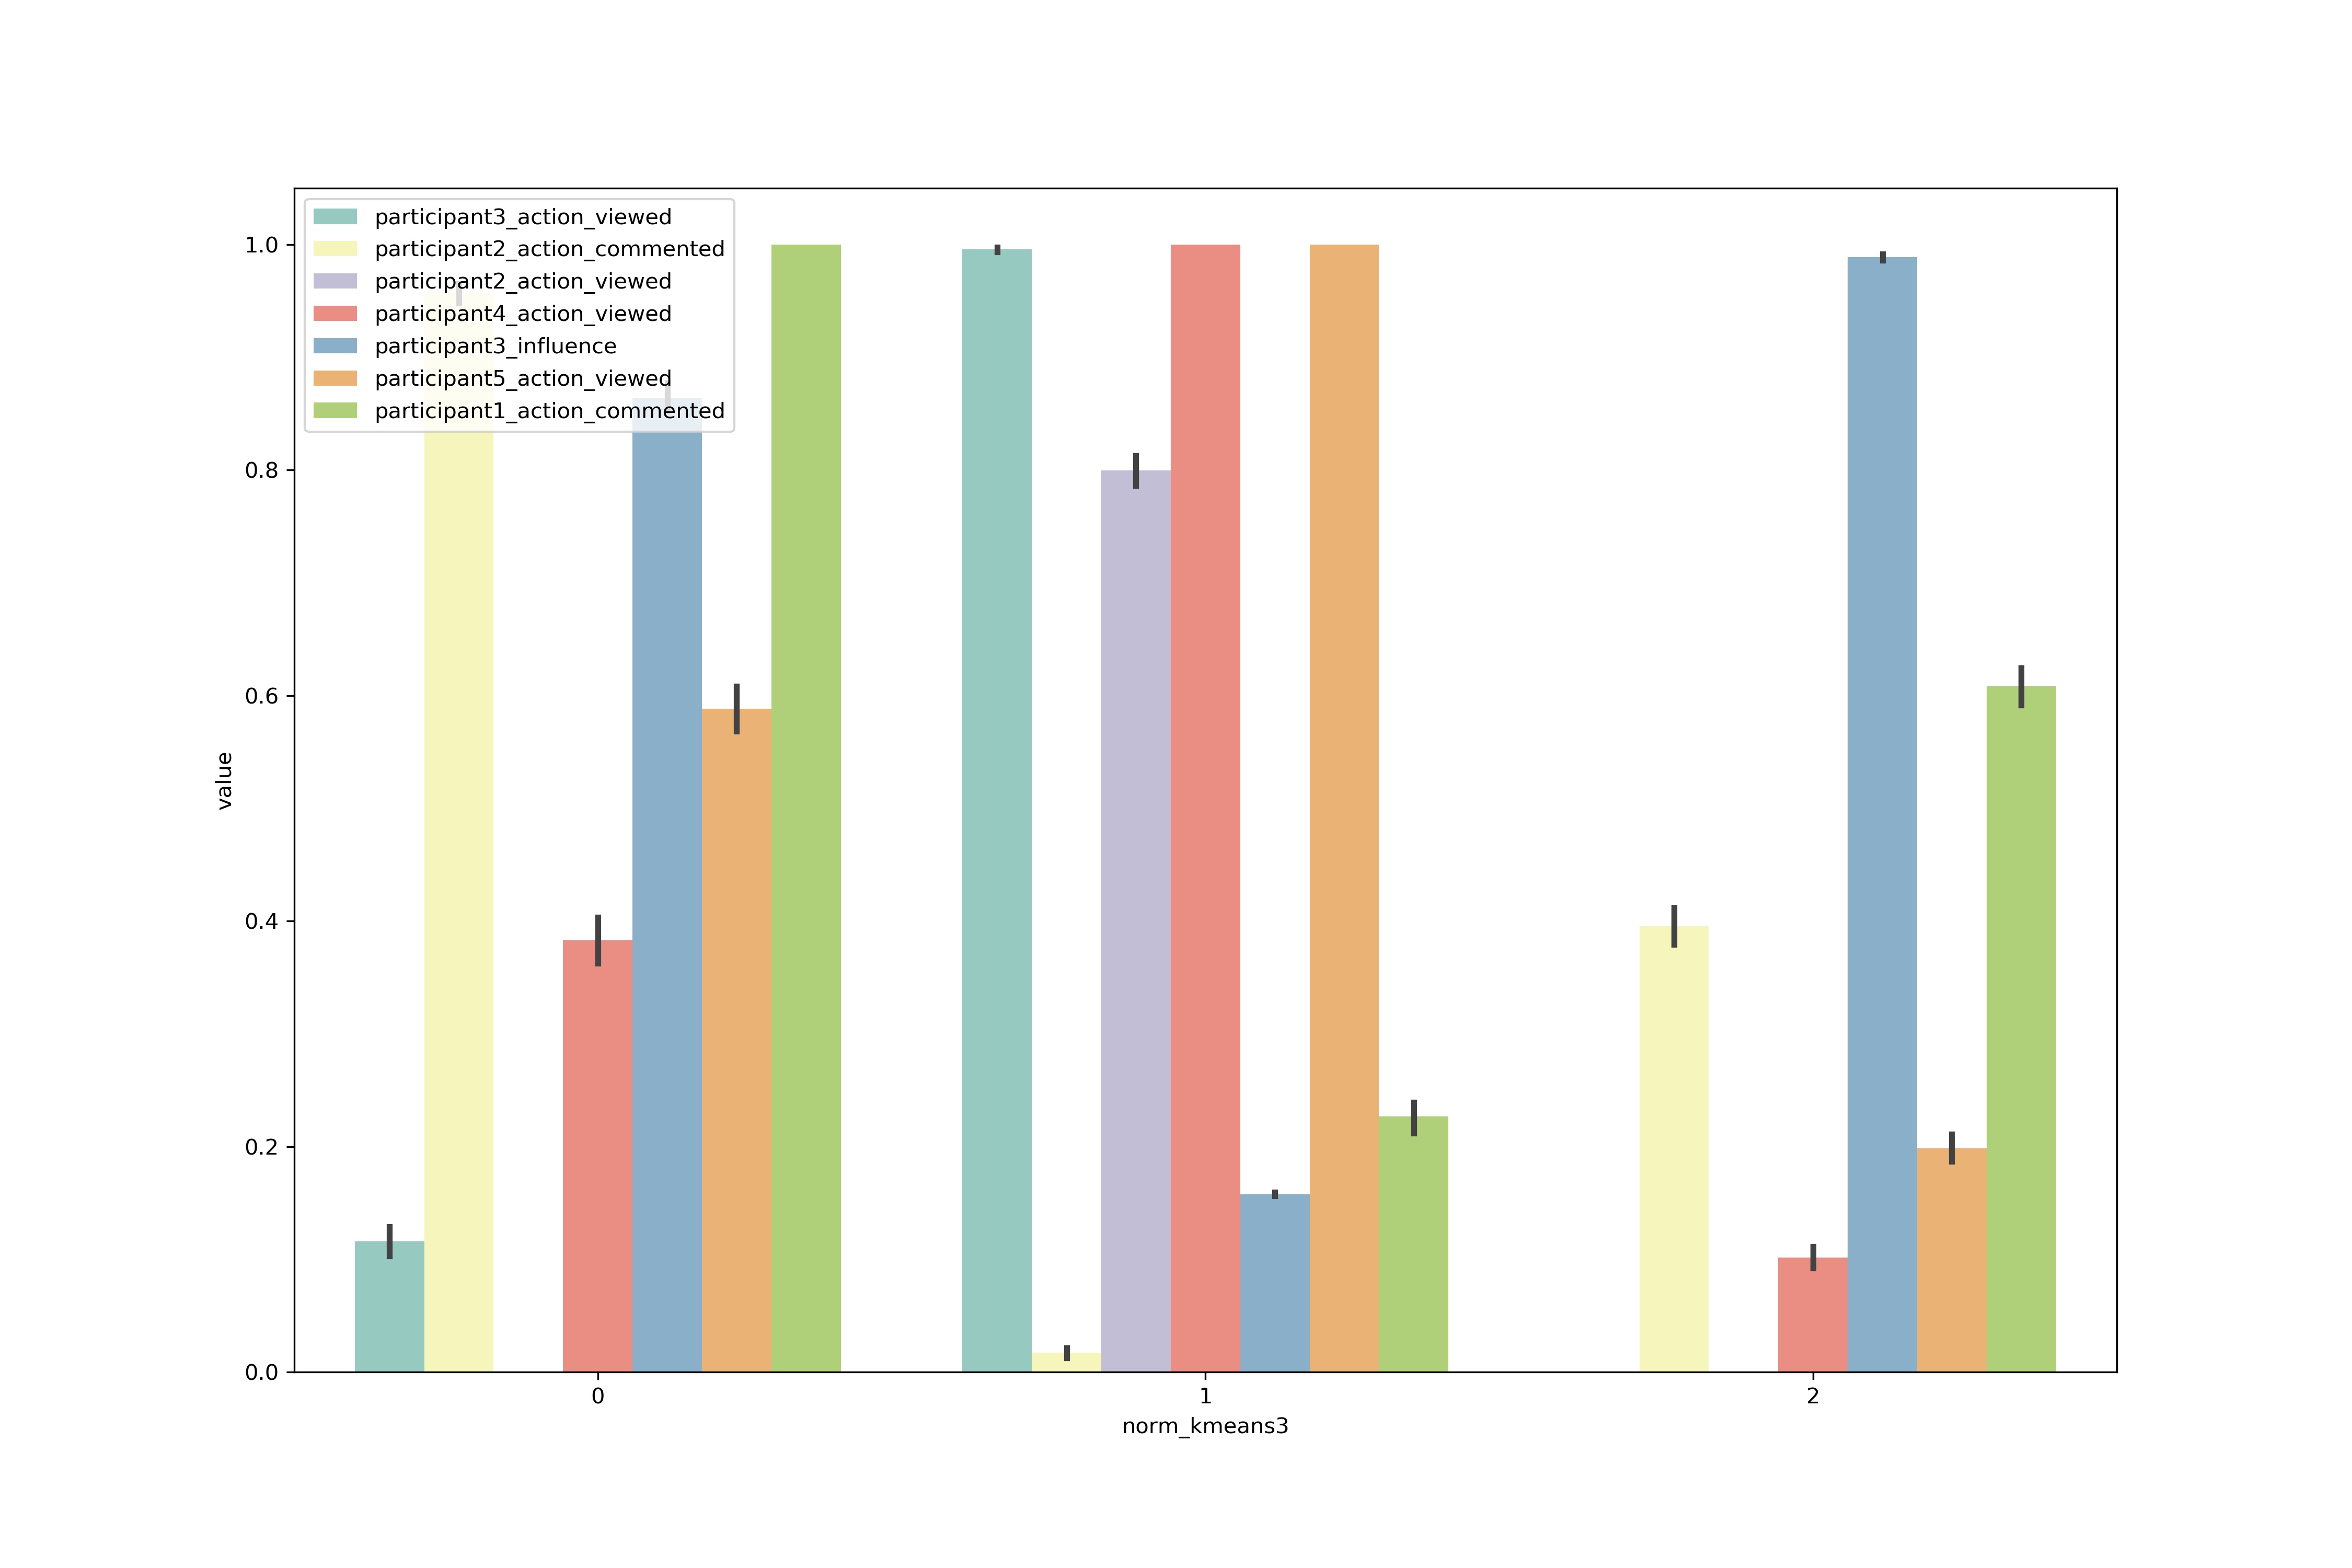 participant3_action_viewed
participant2_action_commented
participant2_action_viewed
participant4_action_viewed
participant3_influence
participant5_action_viewed
participant1_action_commented
1.0
0.8
0.6
0.4
0.2
0.0
value
0 1 2
norm_kmeans3